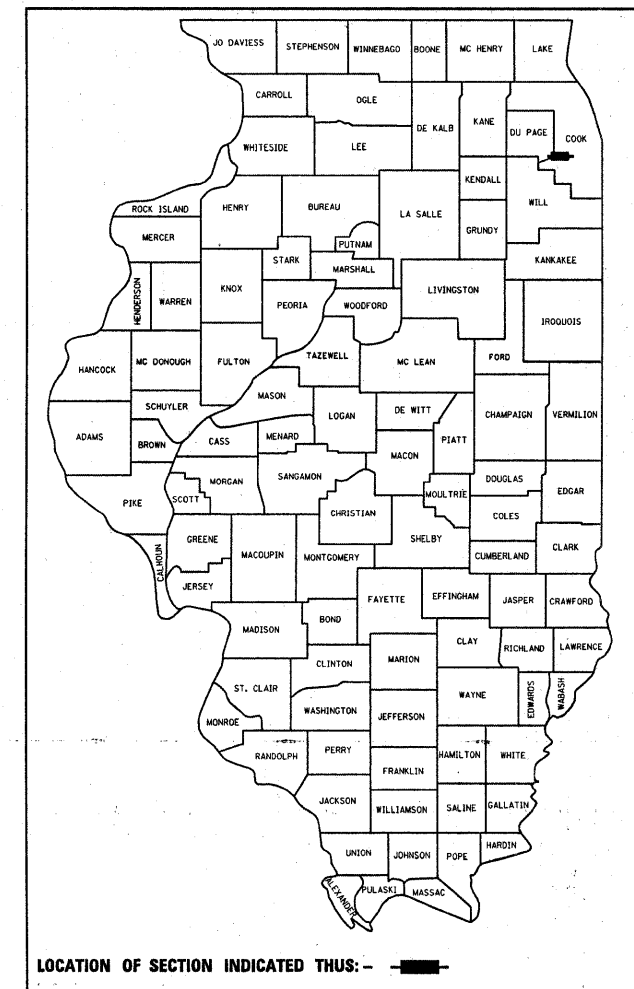 JO DAVIESS STEPHENSON WINNEBAGO BOONE MC HENRY LAKE
CARROLL OGLE DE KALB KANE DU PAGE COOK
WHITESIDE LEE KENDALL WILL
ROCK ISLAND HENRY BUREAU LA SALLE GRUNDY
MERCER PUTNAM KANKAKEE
HENDERSON WARREN KNOX STARK MARSHALL LIVINGSTON
PEORIA WOODFORD IROQUOIS
HANCOCK MC DONOUGH FULTON TAZEWELL MC LEAN FORD
SCHUYLER MASON LOGAN DE WITT CHAMPAIGN VERMILION
ADAMS BROWN CASS MENARD MACON PIATT
PIKE SCOTT MORGAN SANGAMON CHRISTIAN MOULTRIE DOUGLAS EDGAR
COLES
CALHOUN GREENE MACOUPIN MONTGOMERY SHELBY CUMBERLAND CLARK
JERSEY FAYETTE EFFINGHAM JASPER CRAWFORD
MADISON BOND CLAY RICHLAND LAWRENCE
CLINTON MARION
ST. CLAIR WASHINGTON JEFFERSON WAYNE EDWARDS WABASH
MONROE
RANDOLPH PERRY FRANKLIN HAMILTON WHITE
JACKSON WILLIAMSON SALINE GALLATIN
UNION JOHNSON POPE HARDIN
ALEXANDER PULASKI MASSAC
LOCATION OF SECTION INDICATED THUS: -